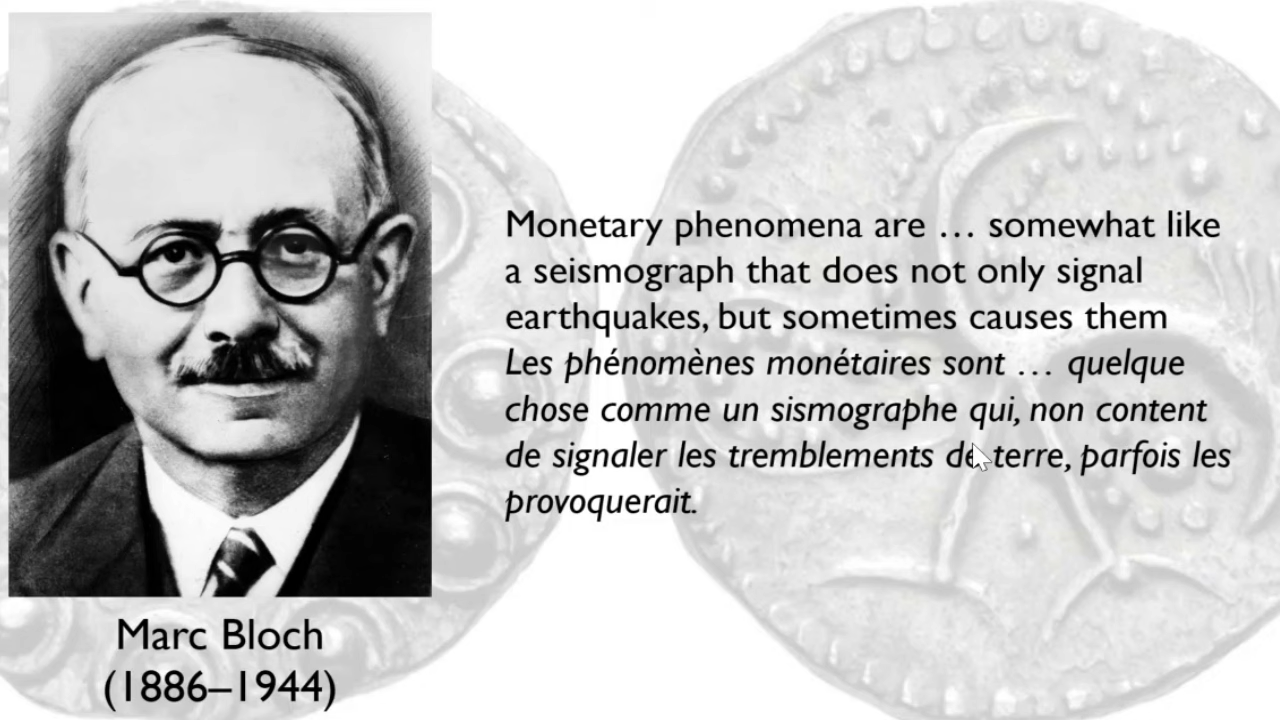 Monetary phenomena are … somewhat like
a seismograph that does not only signal
earthquakes, but sometimes causes them
Les phénomènes monétaires sont … quelque
chose comme un sismographe qui, non content
de signaler les tremblements de terre, parfois les
provoquerait.
Marc Bloch
(1886–1944)